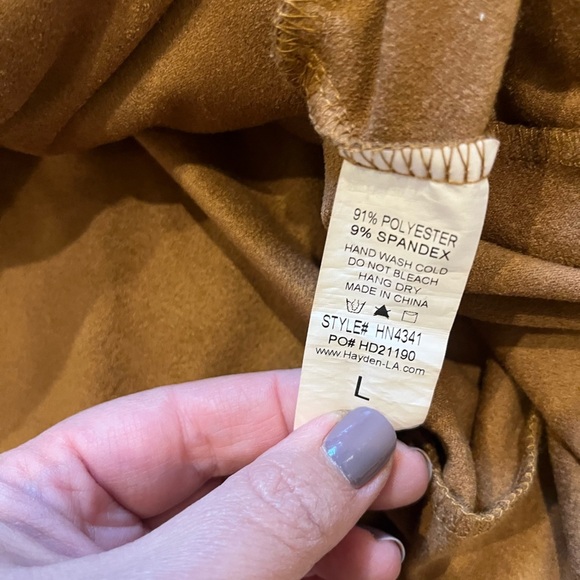 91% POLYESTER
9% SPANDEX
HAND WASH COLD
DO NOT BLEACH
HANG DRY
MADE IN CHINA
STYLE# HN4341
PO# HD21190
www.Hayden-LA.com
L